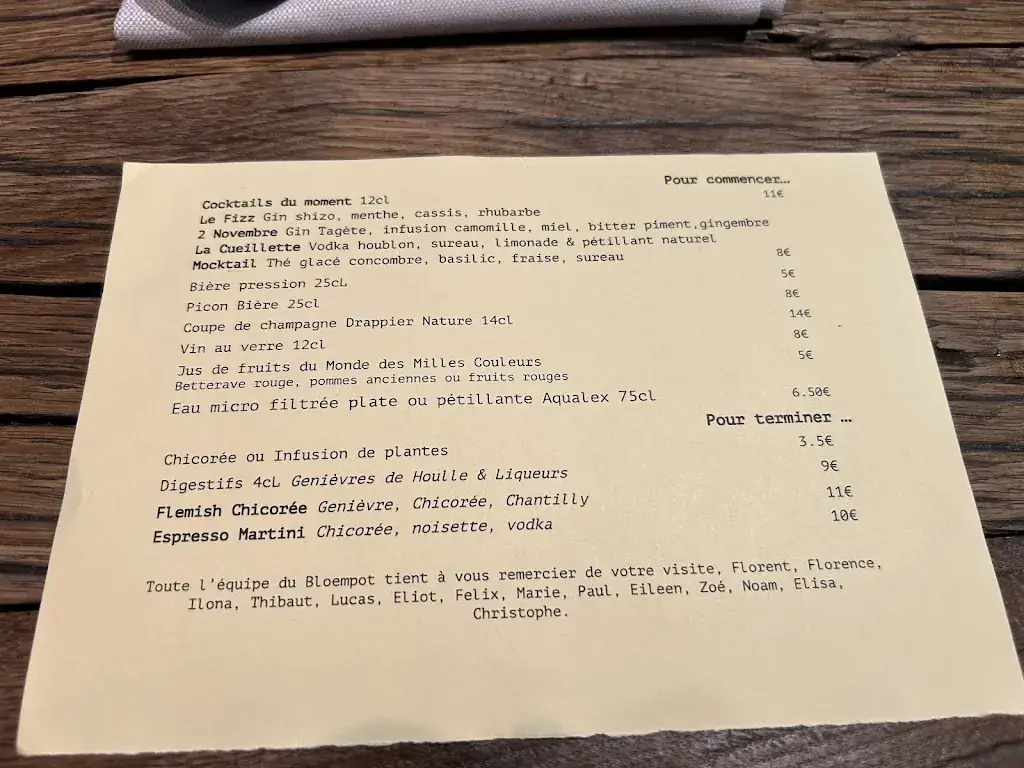 Pour commencer…
Cocktails du moment 12cl 11€
Le Fizz Gin shizo, menthe, cassis, rhubarbe
2 Novembre Gin Tagète, infusion camomille, miel, bitter piment,gingembre
La Cueillette Vodka houblon, sureau, limonade & pétillant naturel
Mocktail Thé glacé concombre, basilic, fraise, sureau 8€
Bière pression 25cL 5€
Picon Bière 25cl 8€
Coupe de champagne Drappier Nature 14cl 14€
Vin au verre 12cl 8€
Jus de fruits du Monde des Milles Couleurs 5€
Betterave rouge, pommes anciennes ou fruits rouges
Eau micro filtrée plate ou pétillante Aqualex 75cl 6.50€
Pour terminer …
Chicorée ou Infusion de plantes 3.5€
Digestifs 4cL Genièvres de Houlle & Liqueurs 9€
Flemish Chicorée Genièvre, Chicorée, Chantilly 11€
Espresso Martini Chicorée, noisette, vodka 10€
Toute l'équipe du Bloempot tient à vous remercier de votre visite, Florent, Florence,
Ilona, Thibaut, Lucas, Eliot, Felix, Marie, Paul, Eileen, Zoé, Noam, Elisa,
Christophe.